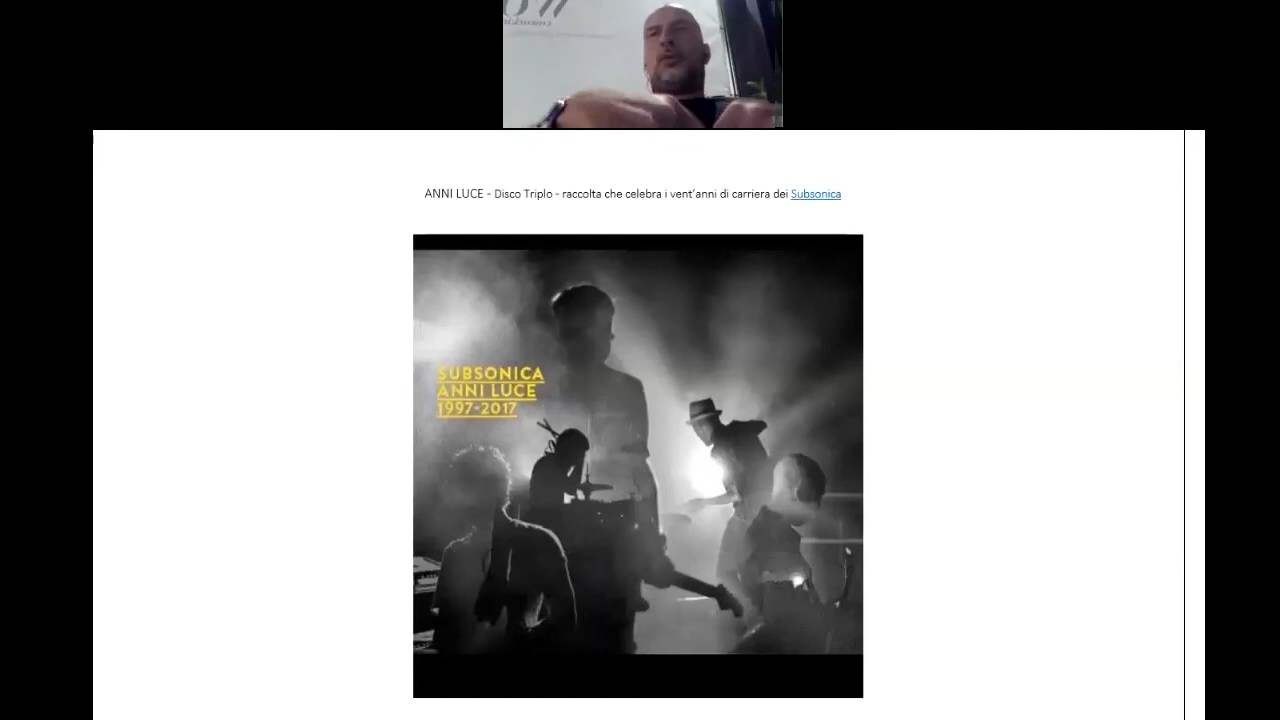 ANNI LUCE - Disco Triplo - raccolta che celebra i vent'anni di carriera dei Subsonica
SUBSONICA
ANNI LUCE
1997-2017